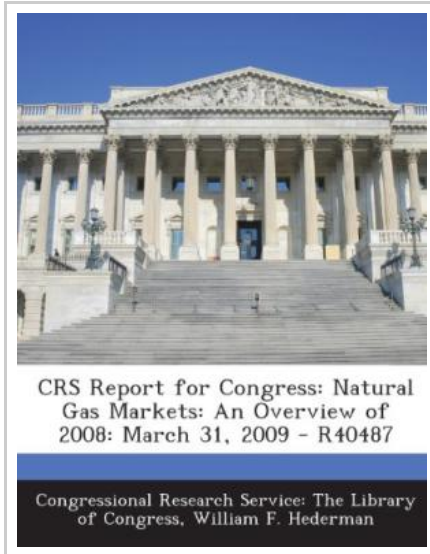 CRS Report for Congress: Natural
Gas Markets: An Overview of
2008: March 31, 2009 - R40487
Congressional Research Service: The Library
of Congress, William F. Hederman